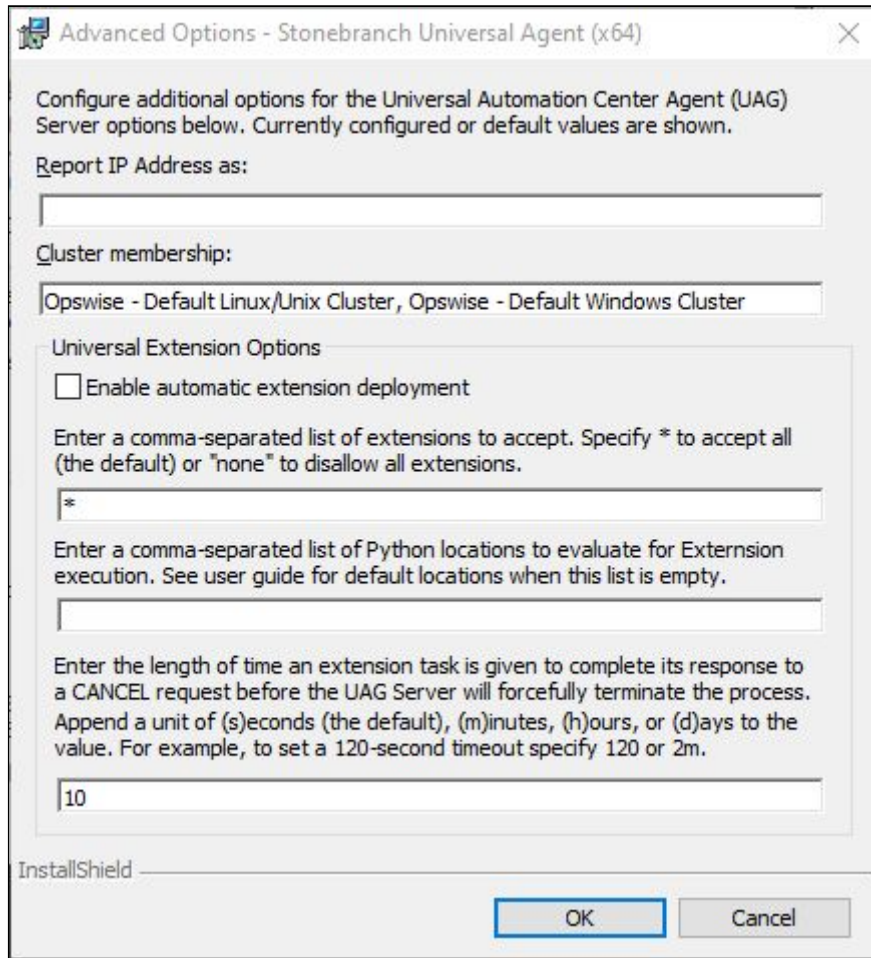 Advanced Options - Stonebranch Universal Agent (x64)
Configure additional options for the Universal Automation Center Agent (UAG)
Server options below. Currently configured or default values are shown.
Report IP Address as:
Cluster membership:
Opswise - Default Linux/Unix Cluster, Opswise - Default Windows Cluster
Universal Extension Options
Enable automatic extension deployment
Enter a comma-separated list of extensions to accept. Specify * to accept all
(the default) or "none" to disallow all extensions.
*
Enter a comma-separated list of Python locations to evaluate for Externsion
execution. See user guide for default locations when this list is empty.
Enter the length of time an extension task is given to complete its response to
a CANCEL request before the UAG Server will forcefully terminate the process.
Append a unit of (s)econds (the default), (m)inutes, (h)ours, or (d)ays to the
value. For example, to set a 120-second timeout specify 120 or 2m.
10
InstallShield
OK
Cancel